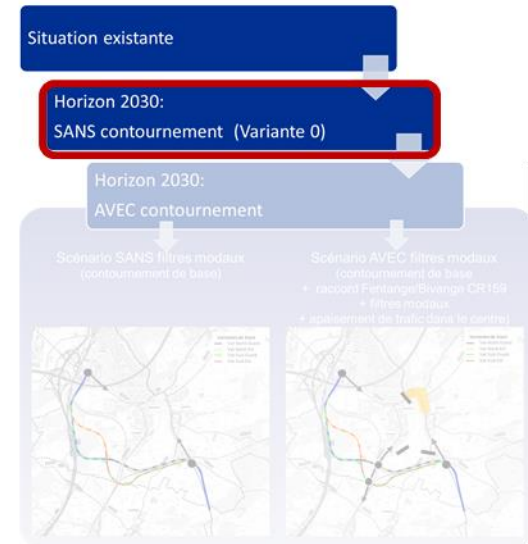 Situation existante
Horizon 2030:
SANS contournement (Variante 0)
Horizon 2030:
AVEC contournement
Scénario SANS filtres modaux
(contournement de base)
Scénario AVEC filtres modaux
(contournement de base
+ raccord Fentange/Bivange CR159
+ filtres modaux
+ apaisement de trafic dans le centre)